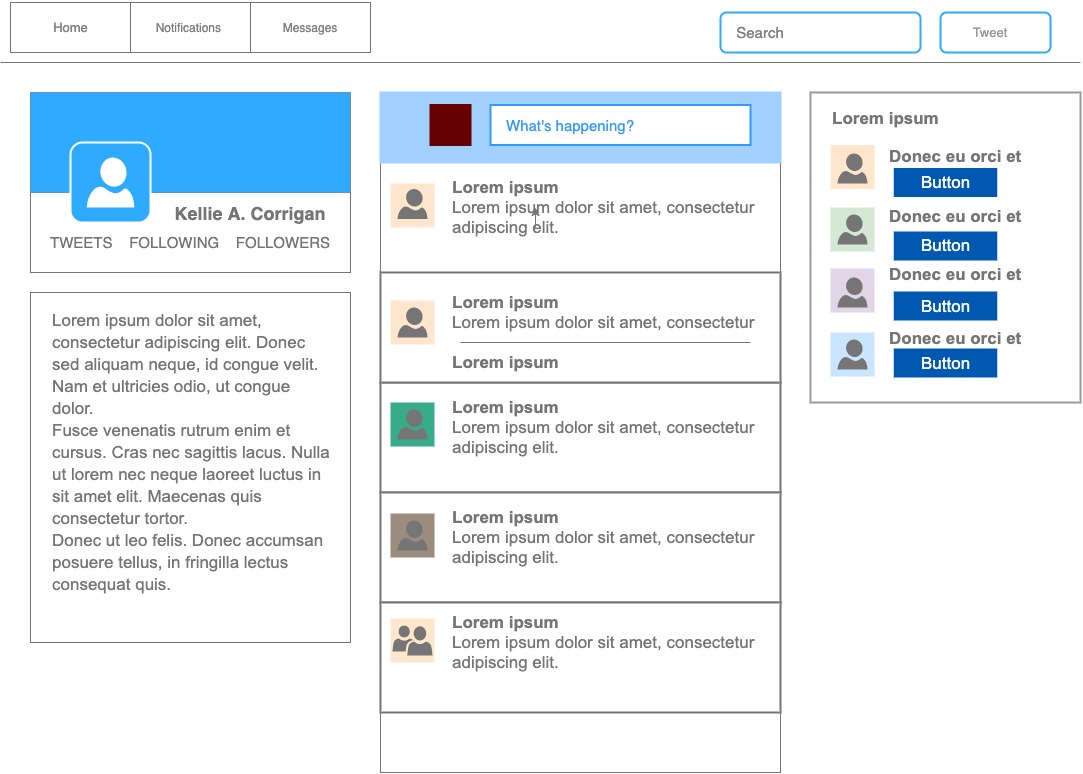 Home
Notifications
Messages
Search
Tweet
Kellie A. Corrigan
TWEETS FOLLOWING FOLLOWERS
Lorem ipsum dolor sit amet,
consectetur adipiscing elit. Donec
sed aliquam neque, id congue velit.
Nam et ultricies odio, ut congue
dolor.
Fusce venenatis rutrum enim et
cursus. Cras nec sagittis lacus. Nulla
ut lorem nec neque laoreet luctus in
sit amet elit. Maecenas quis
consectetur tortor.
Donec ut leo felis. Donec accumsan
posuere tellus, in fringilla lectus
consequat quis.
What's happening?
Lorem ipsum
Lorem ipsum dolor sit amet, consectetur
adipiscing elit.
Lorem ipsum
Lorem ipsum dolor sit amet, consectetur
Lorem ipsum
Lorem ipsum
Lorem ipsum dolor sit amet, consectetur
adipiscing elit.
Lorem ipsum
Lorem ipsum dolor sit amet, consectetur
adipiscing elit.
Lorem ipsum
Lorem ipsum dolor sit amet, consectetur
adipiscing elit.
Lorem ipsum
Donec eu orci et
Button
Donec eu orci et
Button
Donec eu orci et
Button
Donec eu orci et
Button